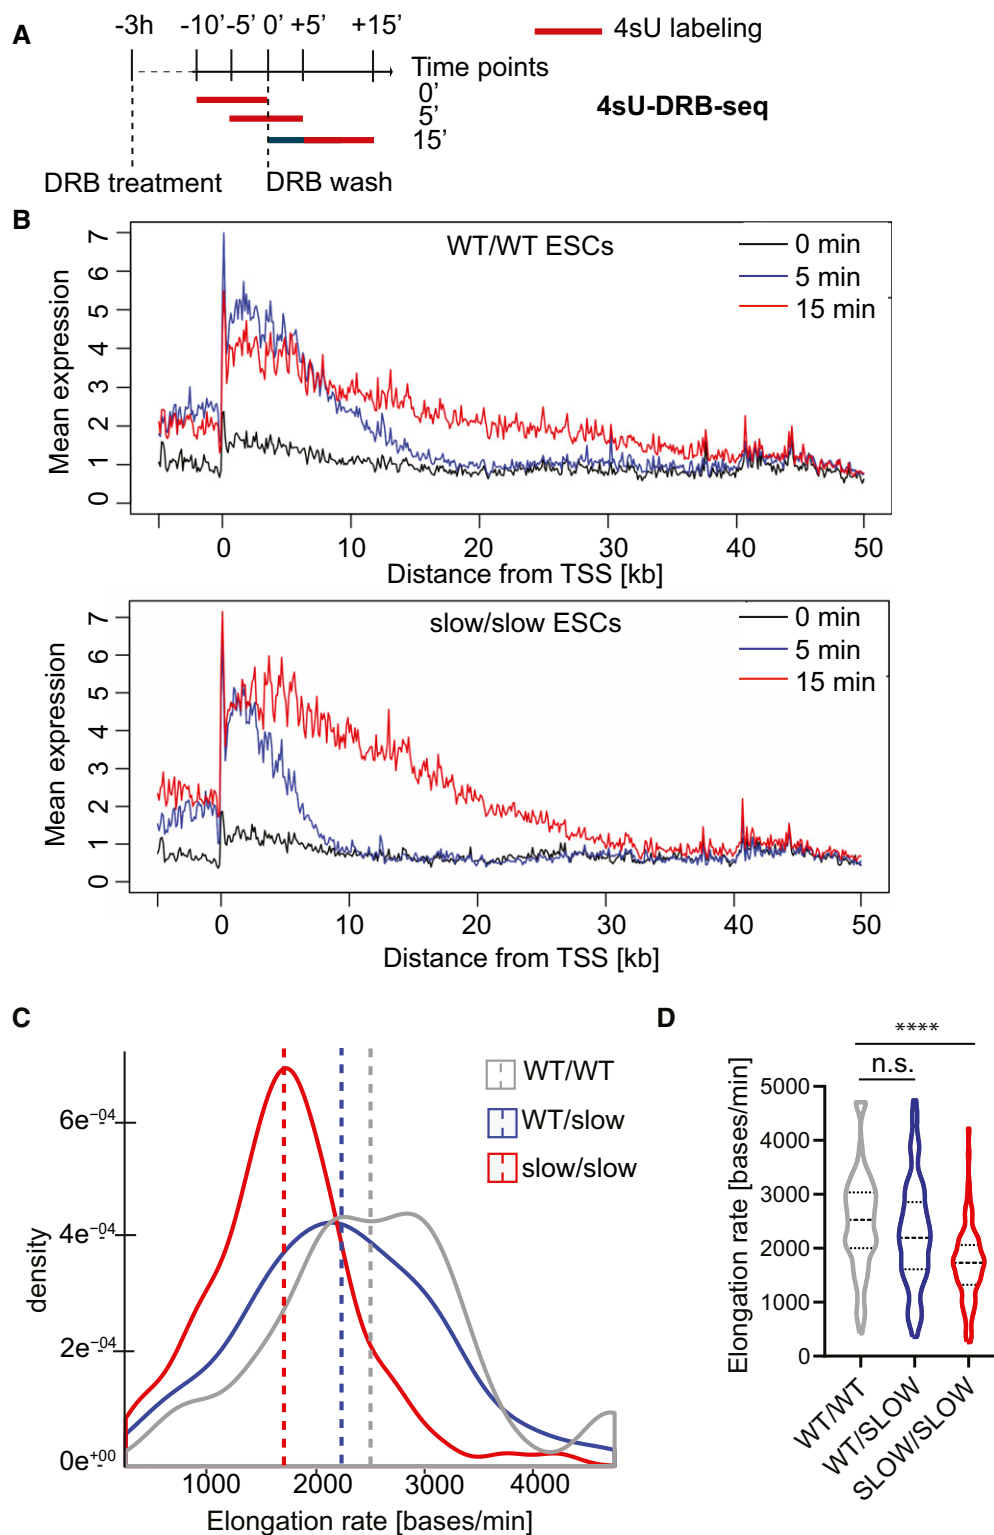 A
-3h -10' -5' 0' +5' +15'
4sU labeling
Time points
0'
5'
15'
4sU-DRB-seq
DRB treatment DRB wash
B
WT/WT ESCs
0 min
5 min
15 min
Mean expression
7
6
5
4
3
2
1
0
0 10 20 30 40 50
Distance from TSS [kb]
slow/slow ESCs
0 min
5 min
15 min
Mean expression
7
6
5
4
3
2
1
0
0 10 20 30 40 50
Distance from TSS [kb]
C
WT/WT
WT/slow
slow/slow
density
6e-04
4e-04
2e-04
0e+00
1000 2000 3000 4000
Elongation rate [bases/min]
D
****
n.s.
Elongation rate [bases/min]
5000
4000
3000
2000
1000
0
WT/WT
WT/SLOW
SLOW/SLOW